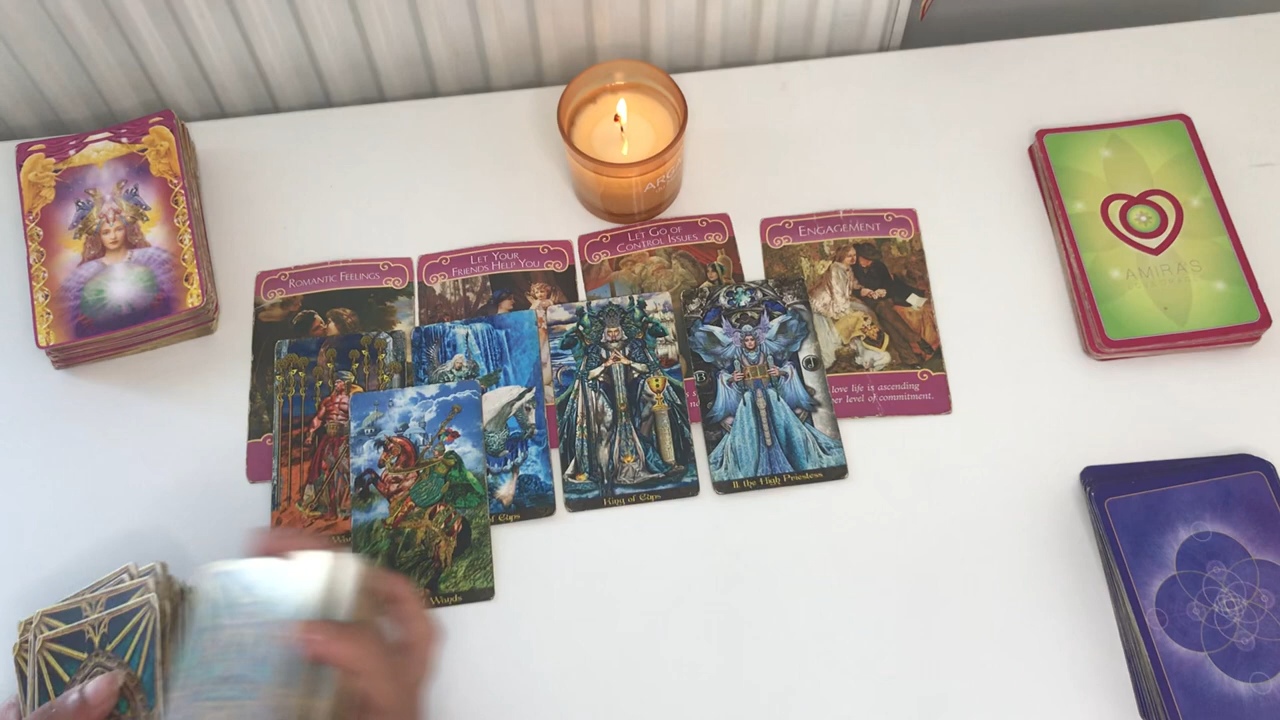 ROMANTIC FEELINGS
LET YOUR
FRIENDS HELP YOU
LET GO OF
CONTROL ISSUES
ENGAGEMENT
love life is ascending
level of commitment.
of Cups
King of Cups
II. the High Priestess
Wands
AMIRA'S